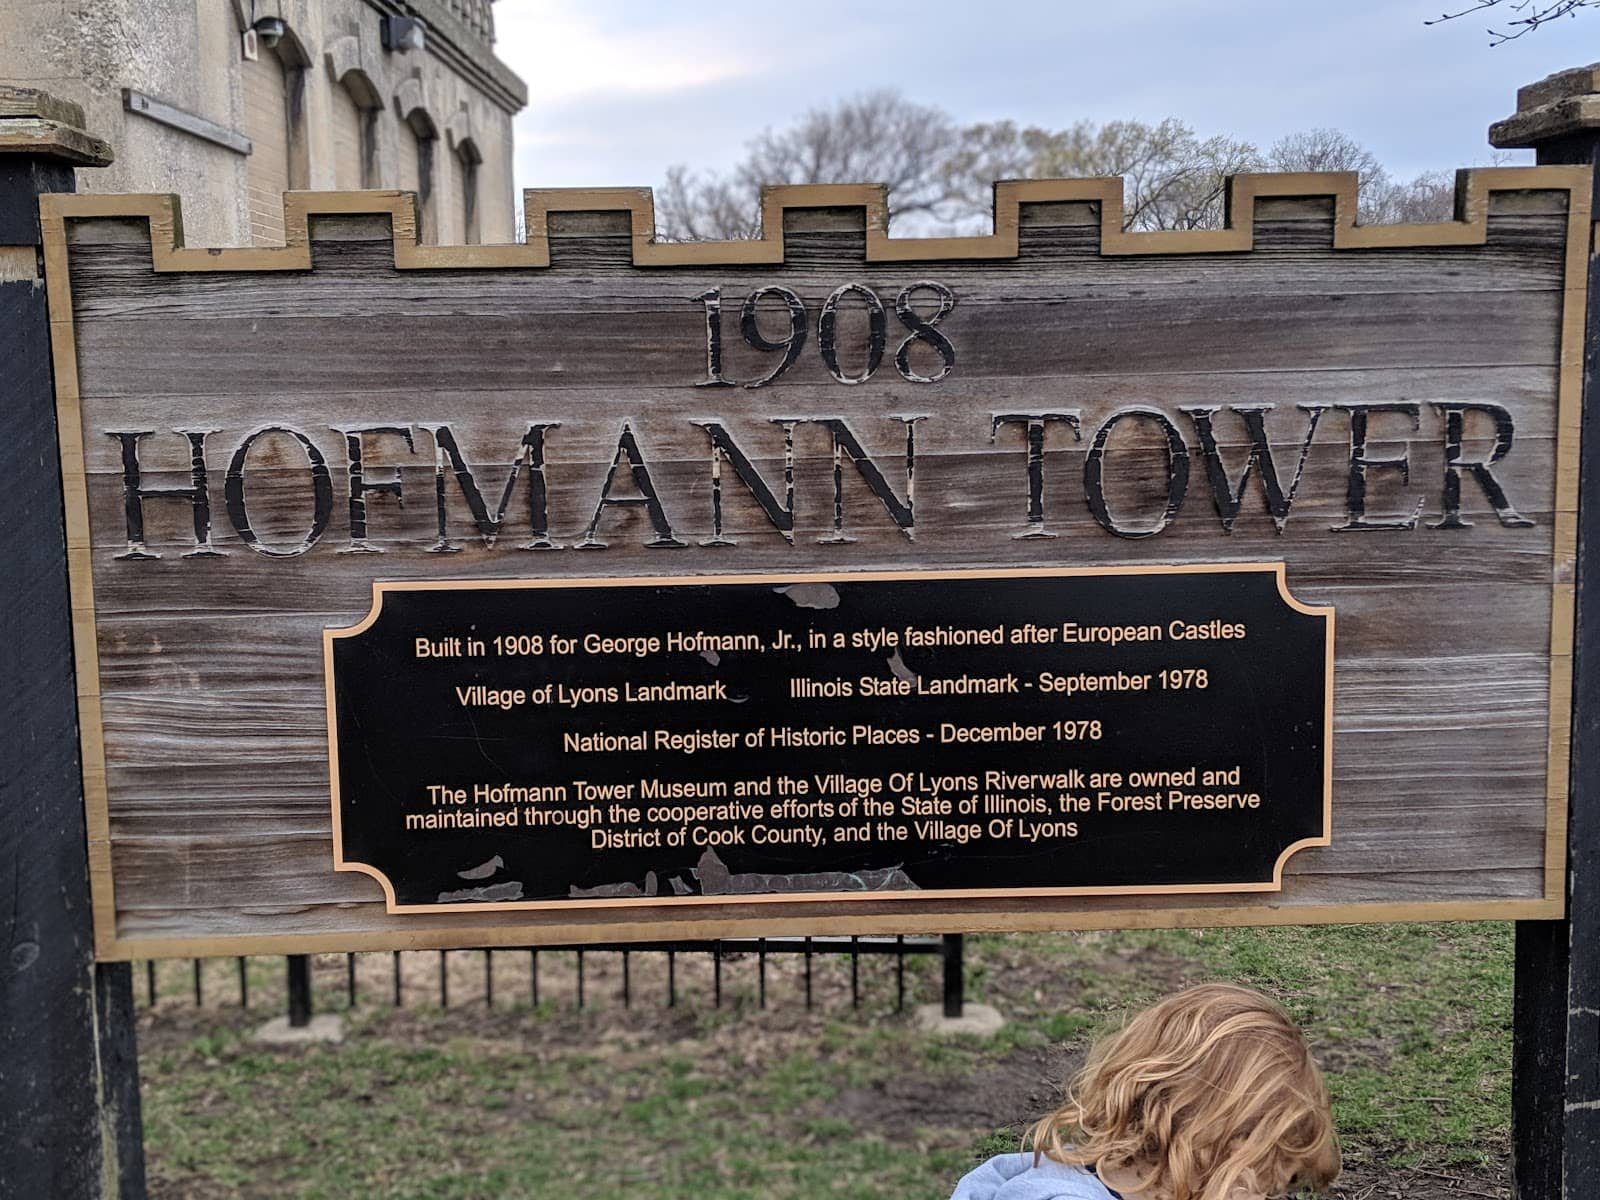 1908
HOFMANN TOWER
Built in 1908 for George Hofmann, Jr., in a style fashioned after European Castles
Village of Lyons Landmark Illinois State Landmark - September 1978
National Register of Historic Places - December 1978
The Hofmann Tower Museum and the Village Of Lyons Riverwalk are owned and
maintained through the cooperative efforts of the State of Illinois, the Forest Preserve
District of Cook County, and the Village Of Lyons